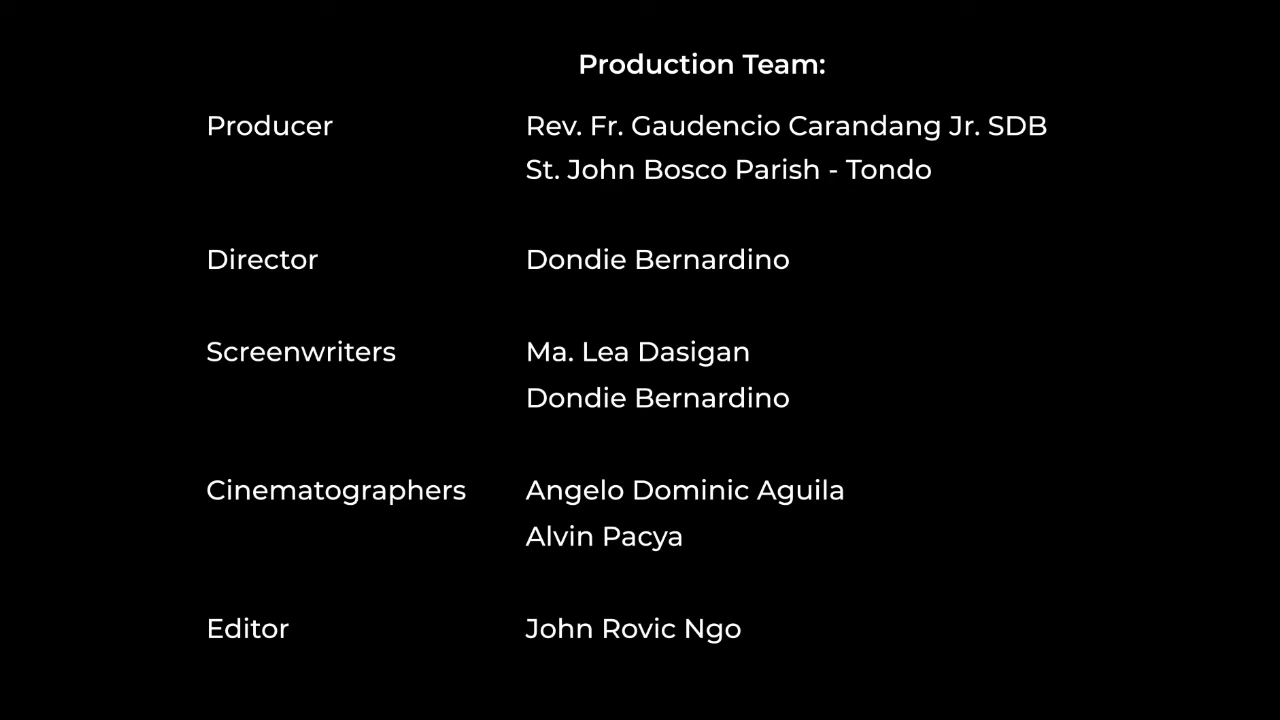 Production Team:
Producer Rev. Fr. Gaudencio Carandang Jr. SDB
St. John Bosco Parish - Tondo
Director Dondie Bernardino
Screenwriters Ma. Lea Dasigan
Dondie Bernardino
Cinematographers Angelo Dominic Aguila
Alvin Pacya
Editor John Rovic Ngo